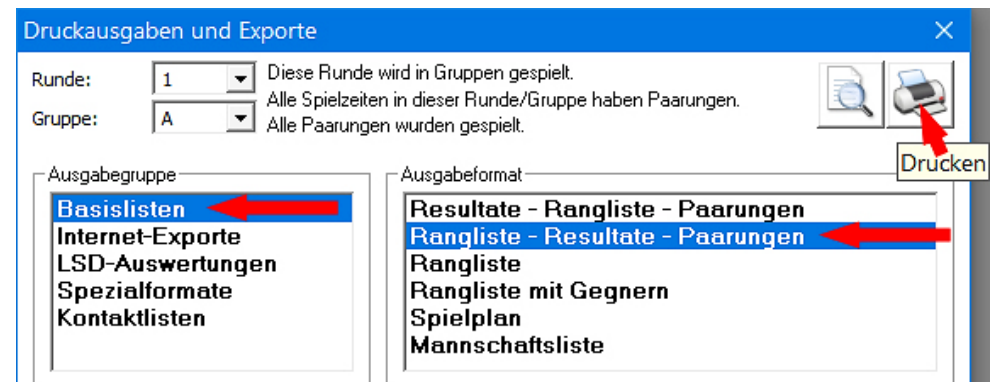 Druckausgaben und Exporte
Runde: 1 Diese Runde wird in Gruppen gespielt.
Alle Spielzeiten in dieser Runde/Gruppe haben Paarungen.
Gruppe: A Alle Paarungen wurden gespielt.
Drucken
Ausgabegruppe
Basislisten
Internet-Exporte
LSD-Auswertungen
Spezialformate
Kontaktlisten
Ausgabeformat
Resultate - Rangliste - Paarungen
Rangliste - Resultate - Paarungen
Rangliste
Rangliste mit Gegnern
Spielplan
Mannschaftsliste